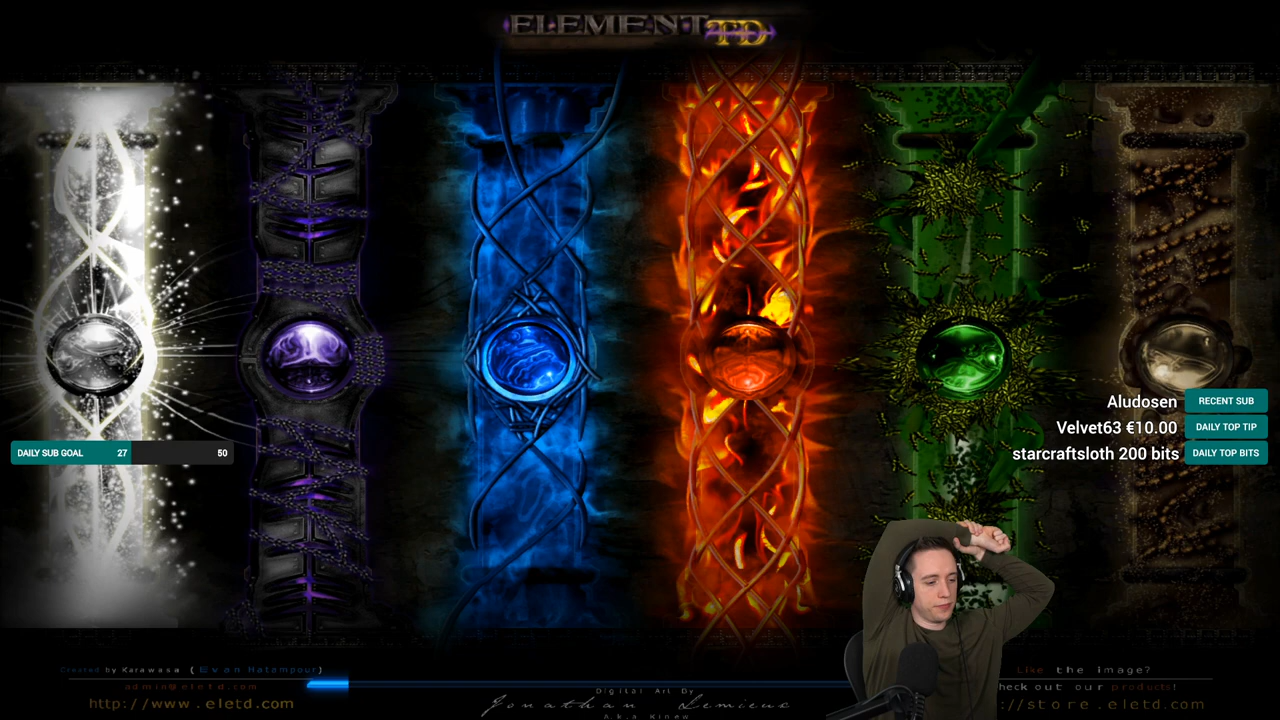 ELEMENT TD
Aludosen RECENT SUB
Velvet63 €10.00 DAILY TOP TIP
starcraftsloth 200 bits DAILY TOP BITS
DAILY SUB GOAL 27 50
Created by Karawasa (Evan Hatampour)
admin@eletd.com
http://www.eletd.com
Digital Art By
Jonathan Lemieux
A.k.a Kinew
Like the image?
heck out our products!
://store.eletd.com